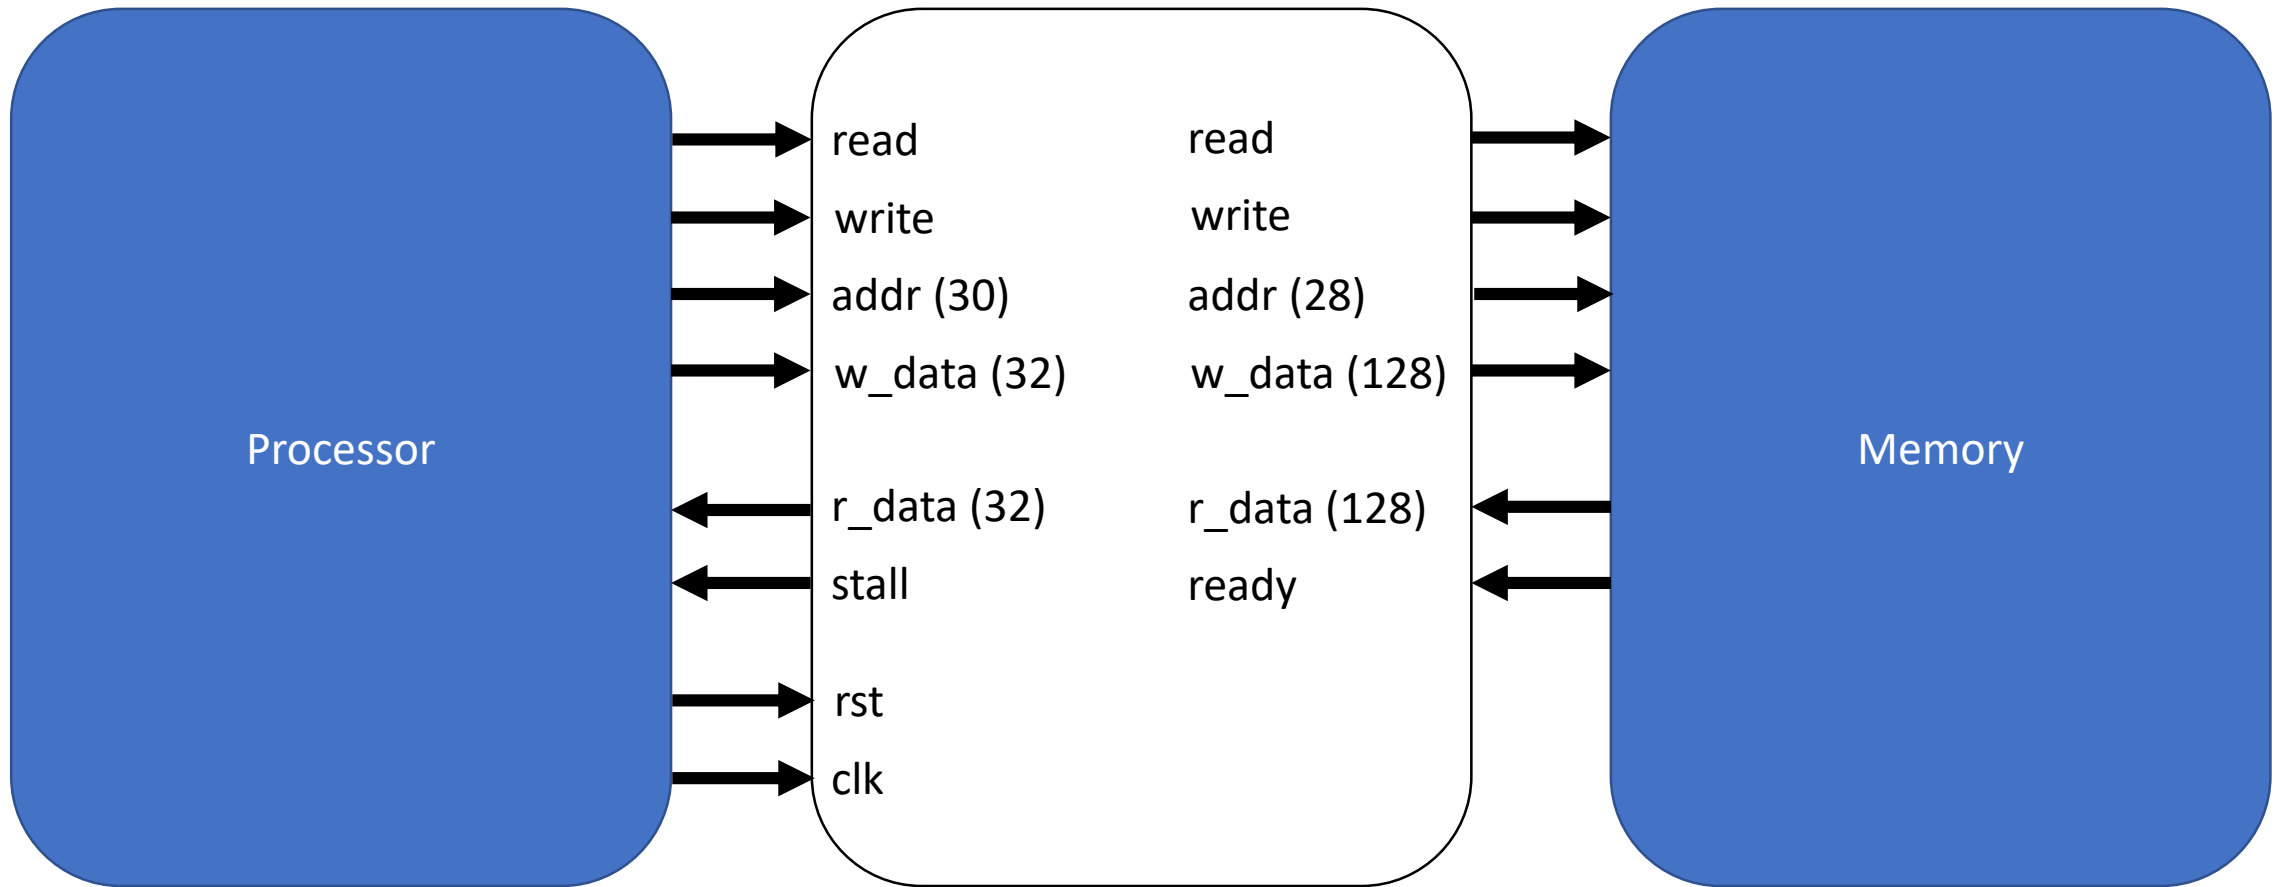 Processor
read
write
addr (30)
w_data (32)
r_data (32)
stall
rst
clk
read
write
addr (28)
w_data (128)
r_data (128)
ready
Memory